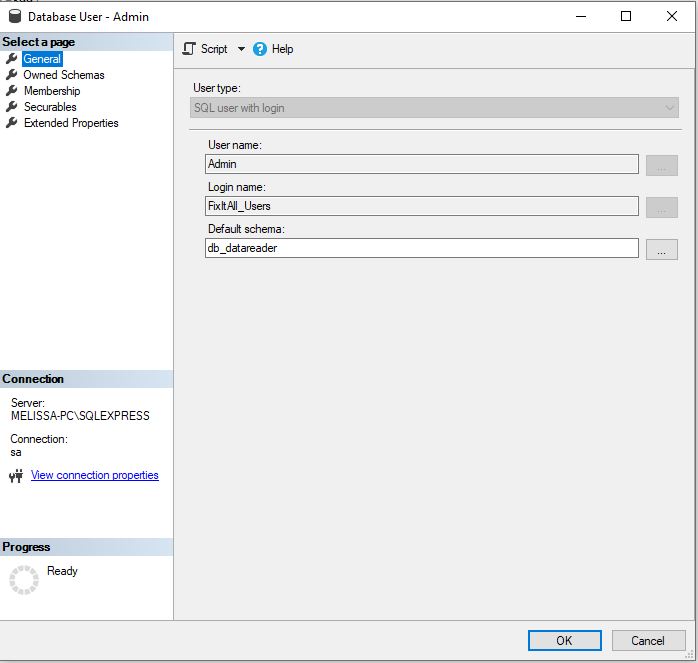 Database User - Admin
Select a page
General
Owned Schemas
Membership
Securables
Extended Properties
Script
Help
User type:
SQL user with login
User name:
Admin
...
Login name:
FixItAll_Users
...
Default schema:
db_datareader
...
Connection
Server:
MELISSA-PC\SQLEXPRESS
Connection:
sa
View connection properties
Progress
Ready
OK
Cancel